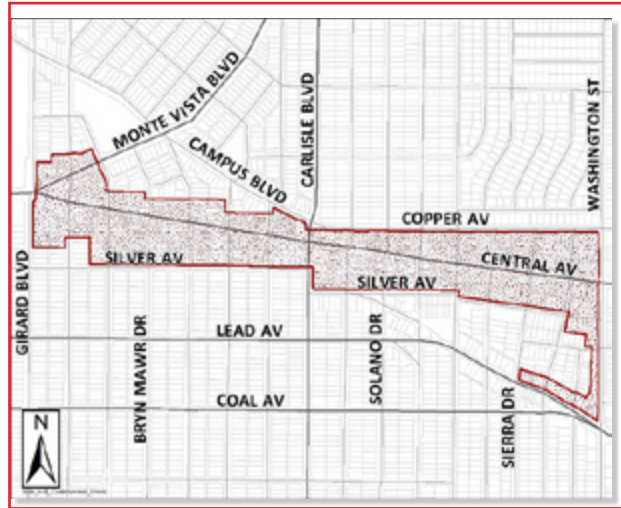 MONTE VISTA BLVD
CAMPUS BLVD
CARLISLE BLVD
WASHINGTON ST
COPPER AV
CENTRAL AV
SILVER AV
SILVER AV
GIRARD BLVD
BRYN MAWR DR
LEAD AV
SOLANO DR
SIERRA DR
COAL AV
N